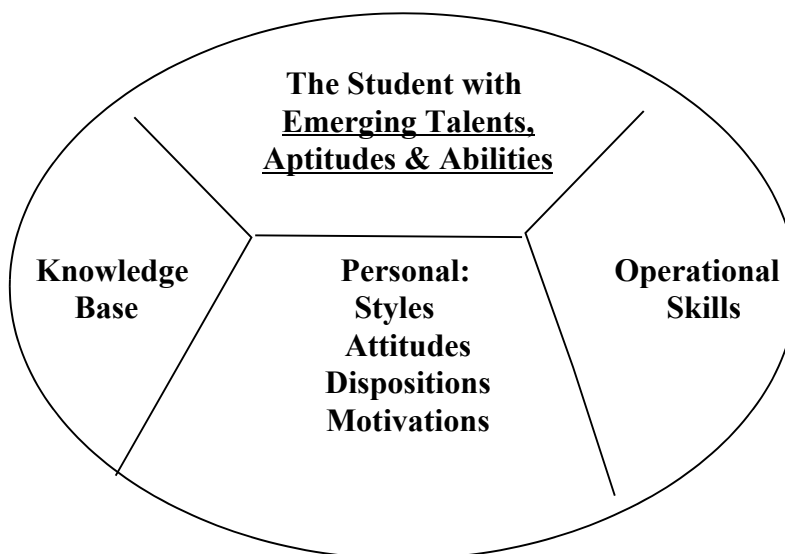 The Student with
Emerging Talents,
Aptitudes & Abilities
Knowledge
Base
Personal:
Styles
Attitudes
Dispositions
Motivations
Operational
Skills